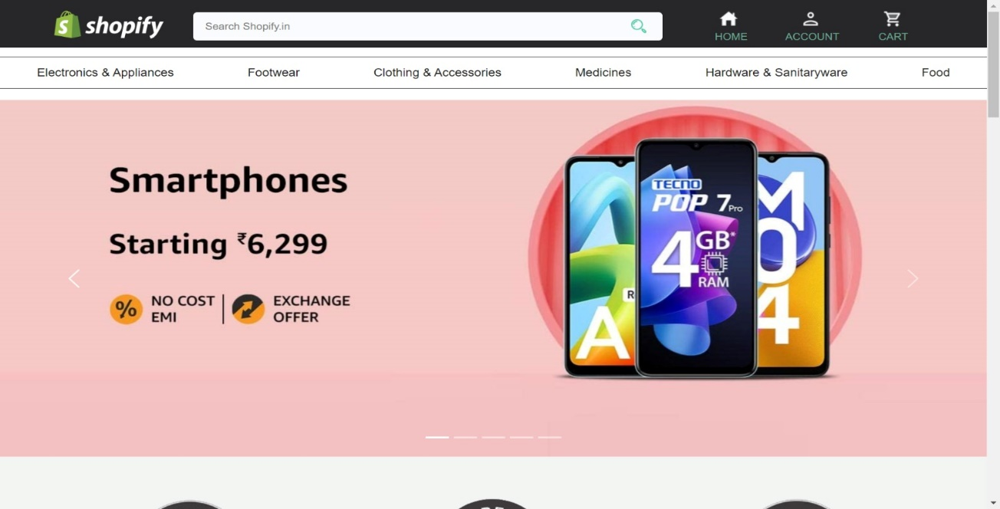 shopify
Search Shopify.in
HOME
ACCOUNT
CART
Electronics & Appliances
Footwear
Clothing & Accessories
Medicines
Hardware & Sanitaryware
Food
Smartphones
Starting ₹6,299
% NO COST EMI
EXCHANGE OFFER
A
R
TECNO
POP 7 Pro
4GB*
RAM
M
0
4